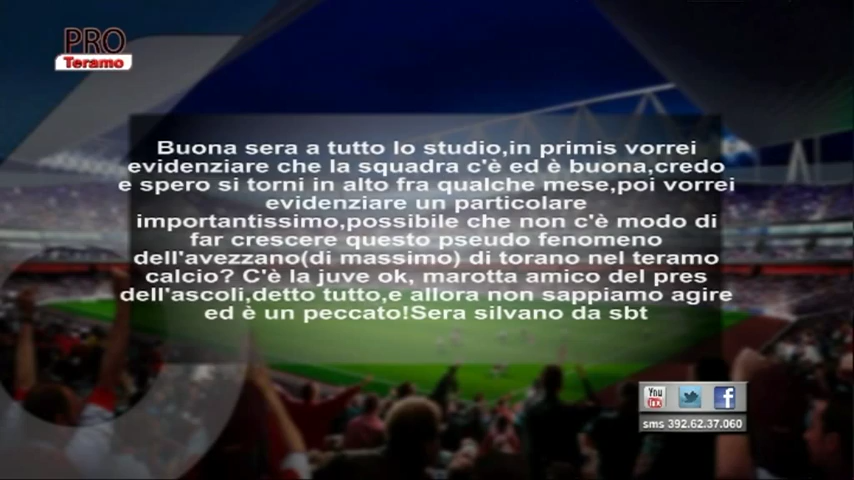 PRO
Teramo
Buona sera a tutto lo studio,in primis vorrei
evidenziare che la squadra c'è ed è buona,credo
e spero si torni in alto fra qualche mese,poi vorrei
evidenziare un particolare
importantissimo,possibile che non c'è modo di
far crescere questo pseudo fenomeno
dell'avezzano(di massimo) di torano nel teramo
calcio? C'è la juve ok, marotta amico del pres
dell'ascoli,detto tutto,e allora non sappiamo agire
ed è un peccato!Sera silvano da sbt
You
sms 392.62.37.060